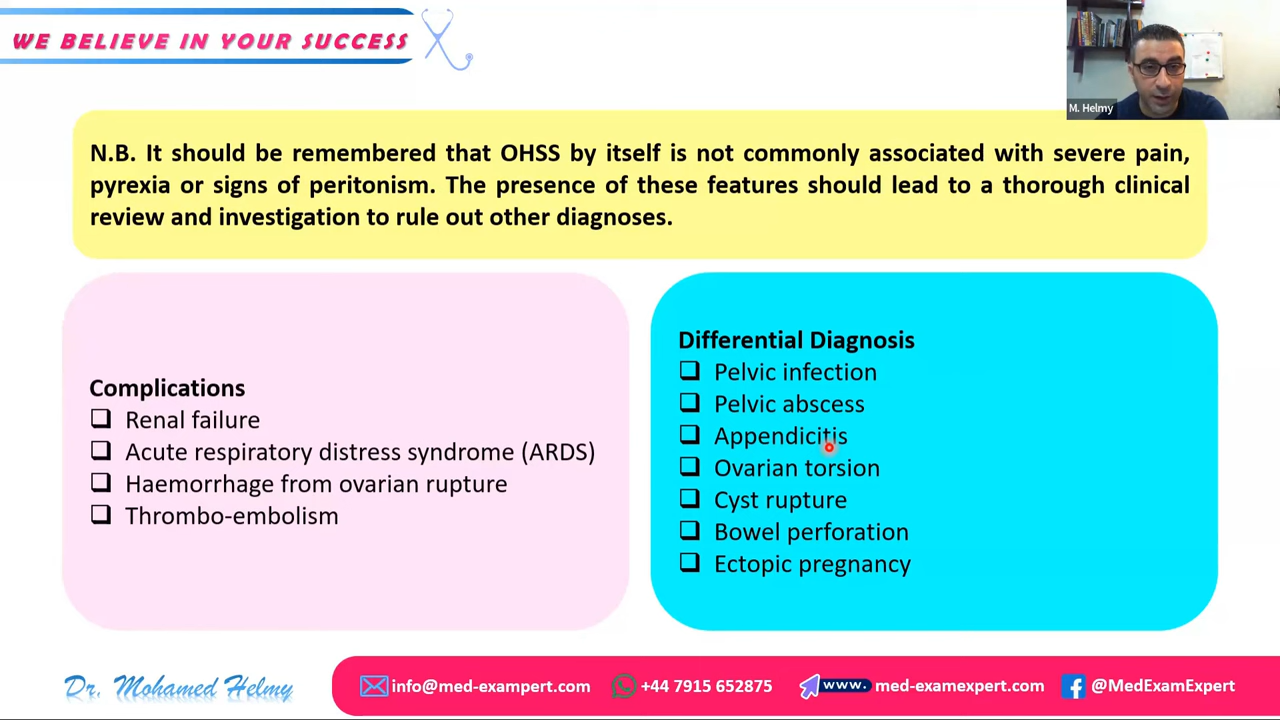 WE BELIEVE IN YOUR SUCCESS
M. Helmy
N.B. It should be remembered that OHSS by itself is not commonly associated with severe pain,
pyrexia or signs of peritonism. The presence of these features should lead to a thorough clinical
review and investigation to rule out other diagnoses.
Complications
Renal failure
Acute respiratory distress syndrome (ARDS)
Haemorrhage from ovarian rupture
Thrombo-embolism
Differential Diagnosis
Pelvic infection
Pelvic abscess
Appendicitis
Ovarian torsion
Cyst rupture
Bowel perforation
Ectopic pregnancy
Dr. Mohamed Helmy
info@med-exampert.com
+44 7915 652875
www. med-examexpert.com
@MedExamExpert